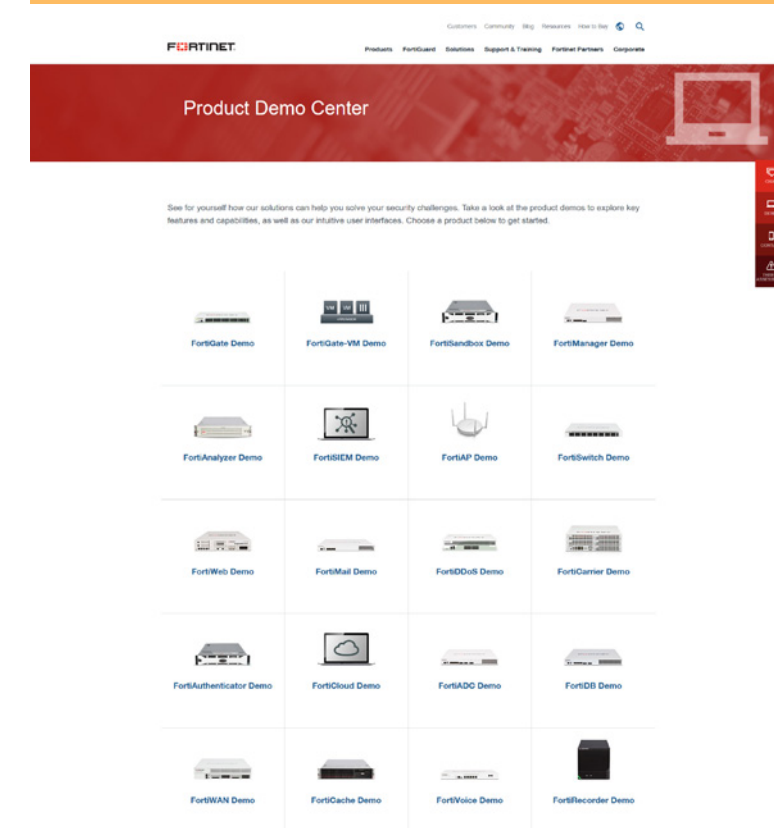 Customers Community Blog Resources How to Buy
FORTINET
Products FortiGuard Solutions Support & Training Fortinet Partners Corporate
Product Demo Center
See for yourself how our solutions can help you solve your security challenges. Take a look at the product demos to explore key
features and capabilities, as well as our intuitive user interfaces. Choose a product below to get started.
VM VM
FortiGate Demo FortiGate-VM Demo FortiSandbox Demo FortiManager Demo
FortiAnalyzer Demo FortiSIEM Demo FortiAP Demo FortiSwitch Demo
FortiWeb Demo FortiMail Demo FortiDDoS Demo FortiCarrier Demo
FortiAuthenticator Demo FortiCloud Demo FortiADC Demo FortiDB Demo
FortiWAN Demo FortiCache Demo FortiVoice Demo FortiRecorder Demo